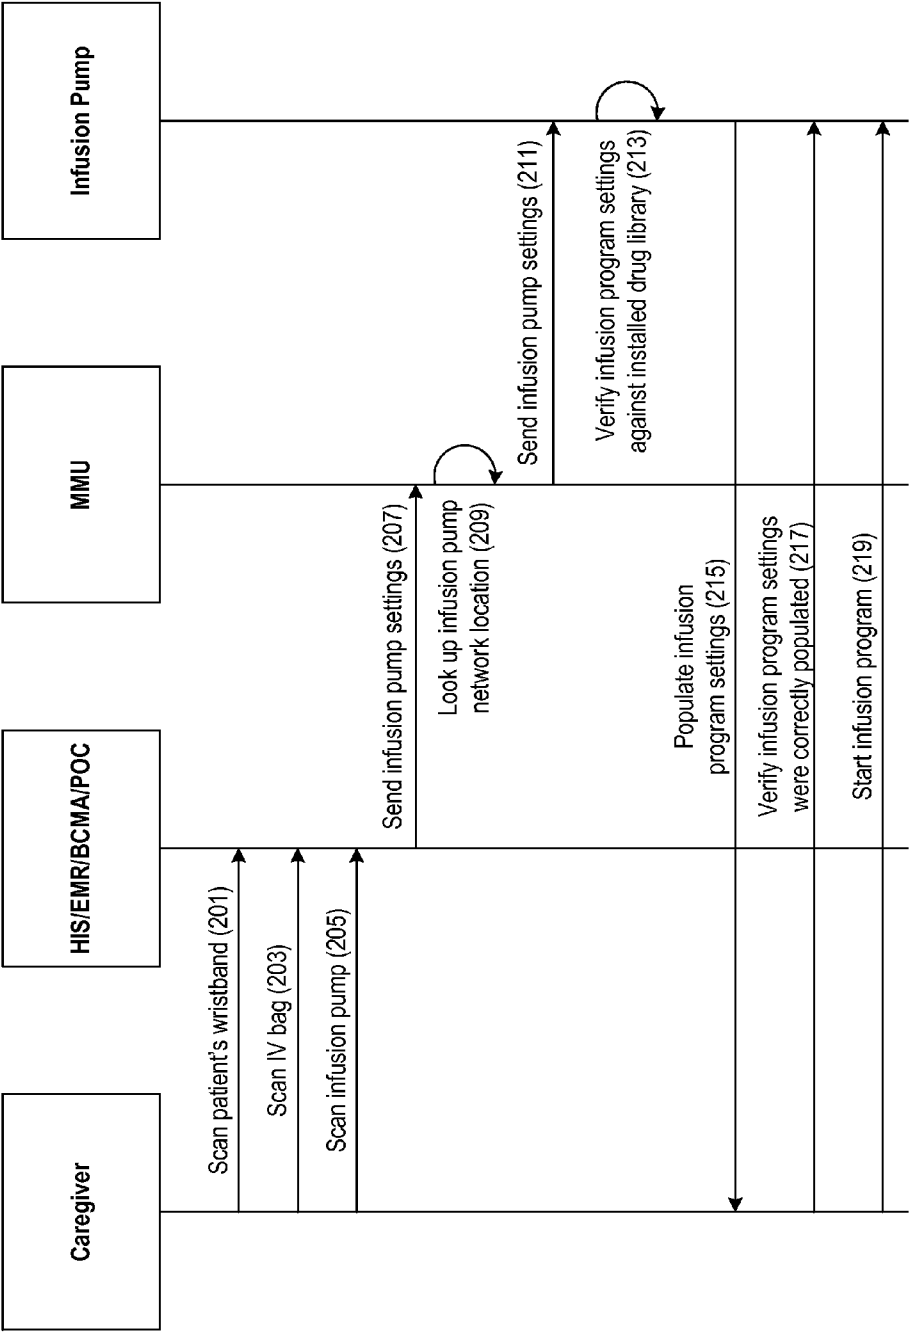 Caregiver
HIS/EMR/BCMA/POC
MMU
Infusion Pump
Scan patient's wristband (201)
Scan IV bag (203)
Scan infusion pump (205)
Send infusion pump settings (207)
Look up infusion pump
network location (209)
Send infusion pump settings (211)
Verify infusion program settings
against installed drug library (213)
Populate infusion
program settings (215)
Verify infusion program settings
were correctly populated (217)
Start infusion program (219)